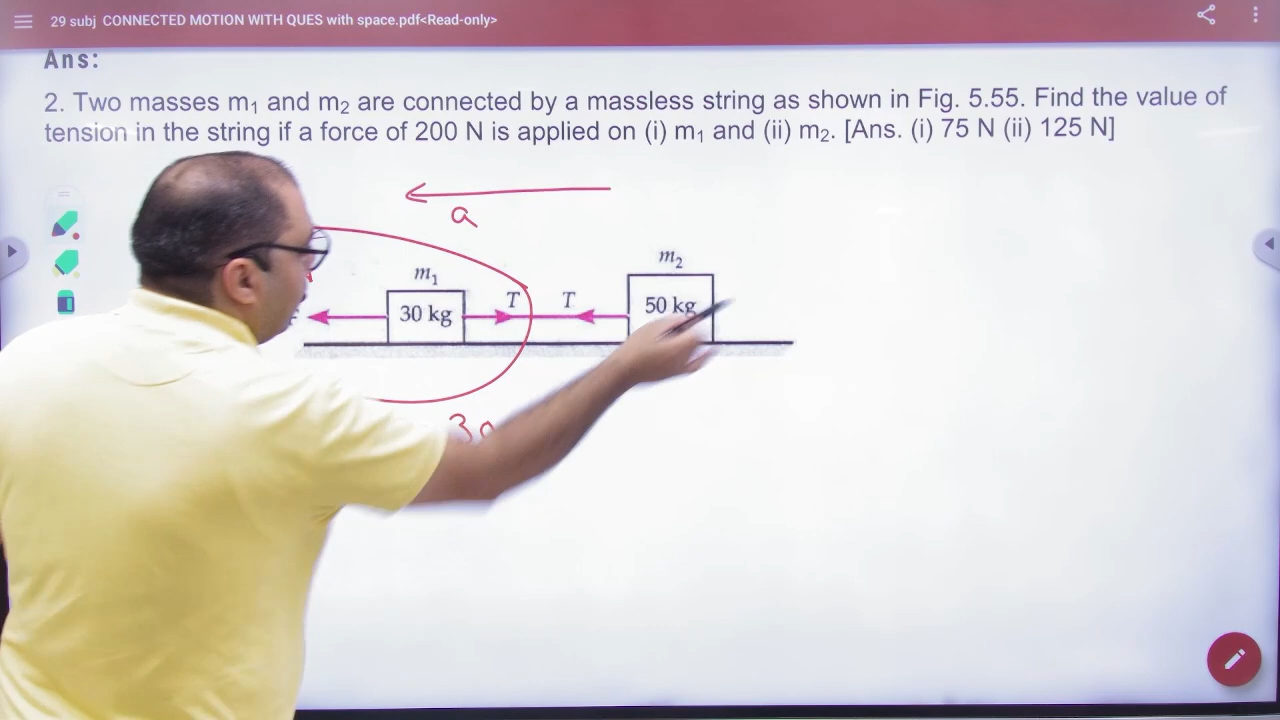 29 subj CONNECTED MOTION WITH QUES with space.pdf<Read-only>
Ans:
2. Two masses m₁ and m₂ are connected by a massless string as shown in Fig. 5.55. Find the value of
tension in the string if a force of 200 N is applied on (i) m₁ and (ii) m₂. [Ans. (i) 75 N (ii) 125 N]
a
m₁
m₂
30 kg
T
T
50 kg
3